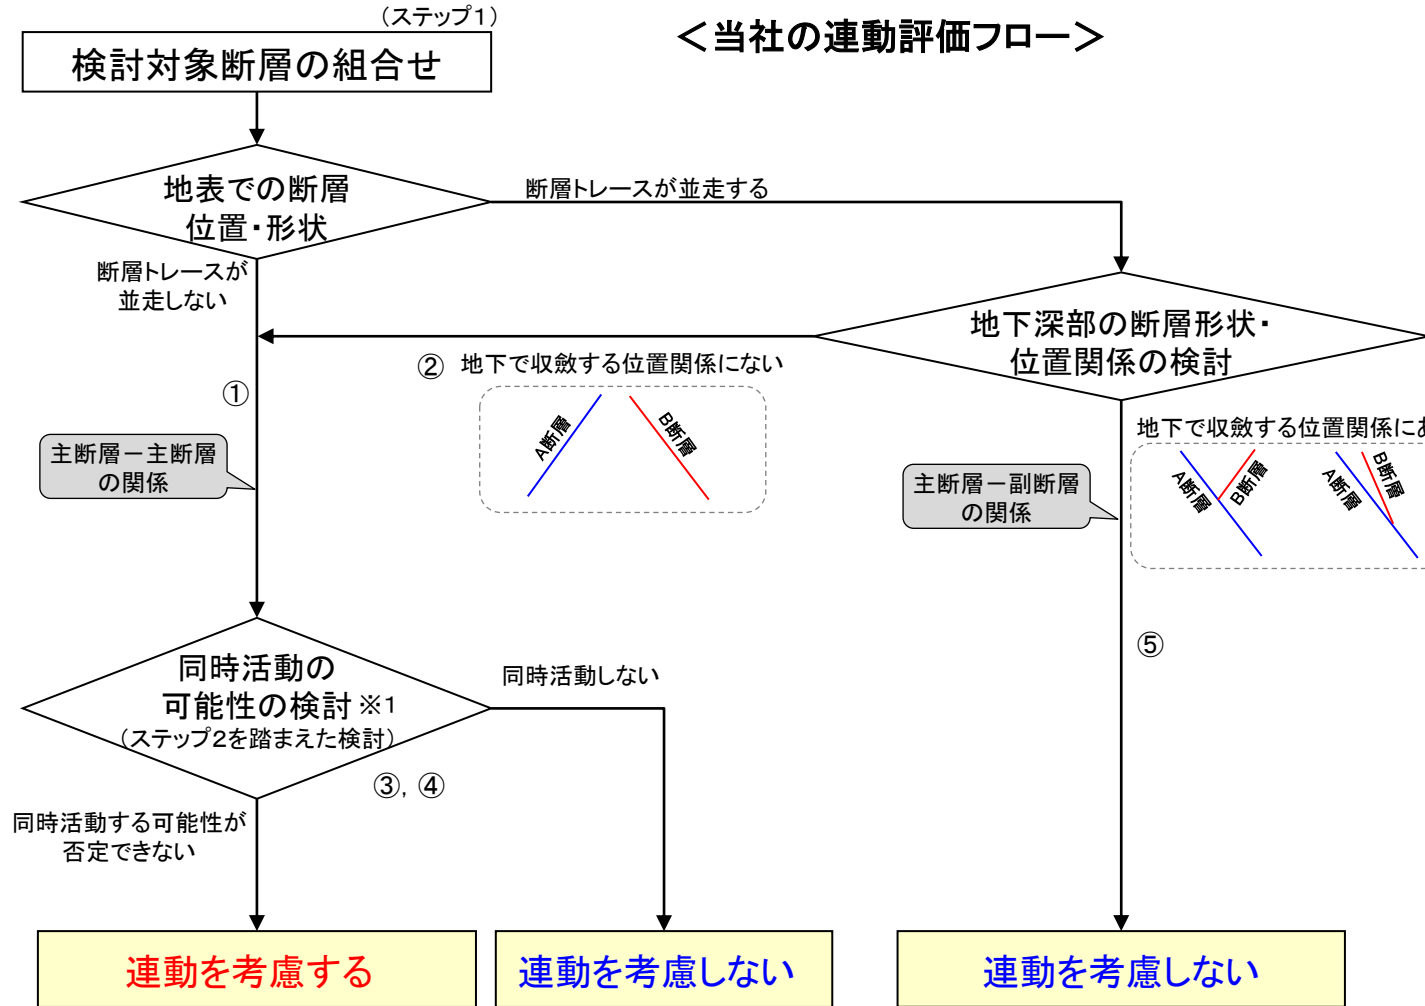 (ステップ1)
＜当社の連動評価フロー＞
検討対象断層の組合せ
地表での断層
位置・形状
断層トレースが並走する
断層トレースが
並走しない
地下深部の断層形状・
位置関係の検討
② 地下で収斂する位置関係にない
①
A断層
B断層
主断層－主断層
の関係
地下で収斂する位置関係に
A断層
B断層
A断層
B断層
主断層－副断層
の関係
⑤
同時活動の
可能性の検討※1
(ステップ2を踏まえた検討)
同時活動しない
③, ④
同時活動する可能性が
否定できない
連動を考慮する
連動を考慮しない
連動を考慮しない